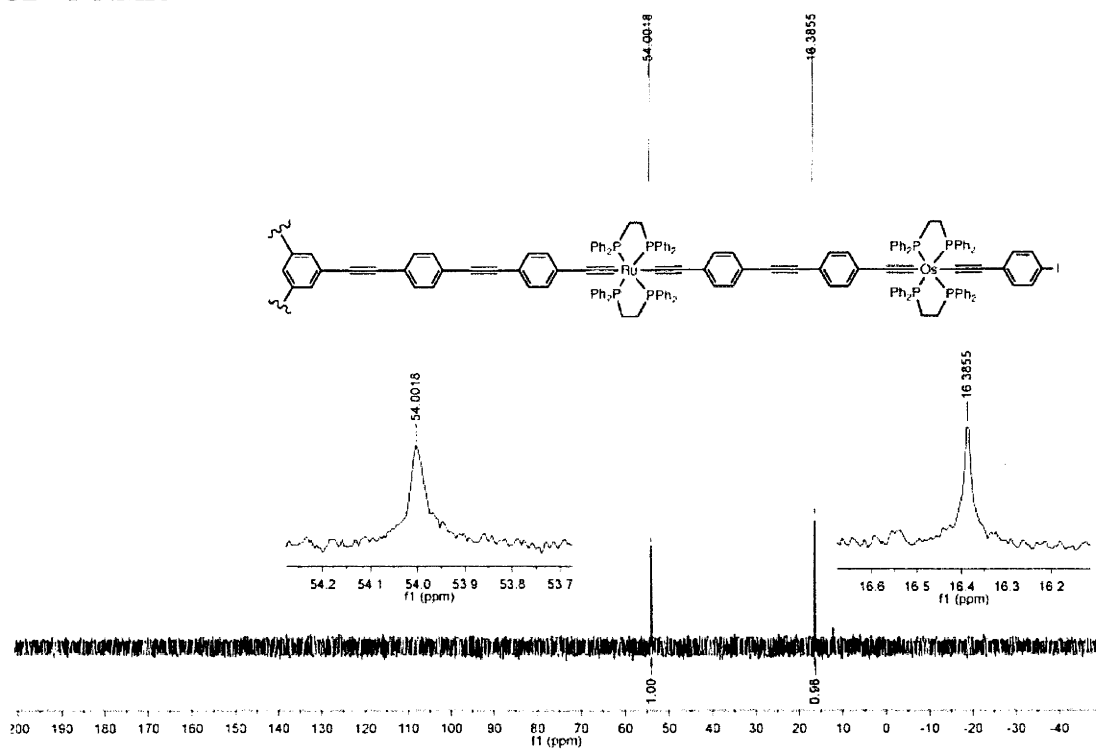 54.0018
16.3855
Ph₂P PPh₂ Ph₂P PPh₂
Ru Os I
Ph₂P PPh₂ Ph₂P PPh₂
54.0018
16.3855
54.2 54.1 54.0 53.9 53.8 53.7
f1 (ppm)
16.6 16.5 16.4 16.3 16.2
f1 (ppm)
1.00
0.98
200 190 180 170 160 150 140 130 120 110 100 90 80 70 60 50 40 30 20 10 0 -10 -20 -30 -40
f1 (ppm)